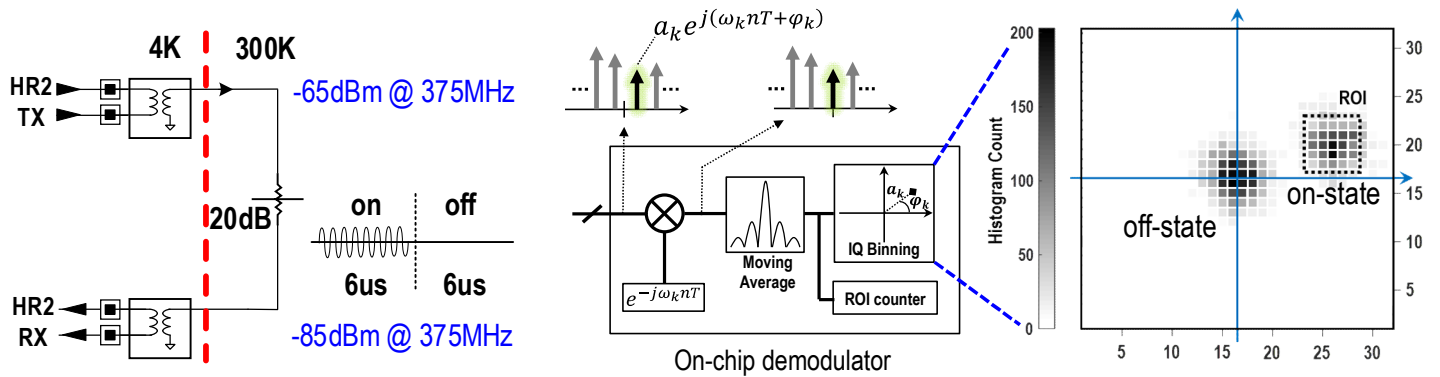 4K
300K
HR2
TX
-65dBm @ 375MHz
20dB
on
off
6us
6us
HR2
RX
-85dBm @ 375MHz
a_k e^{j(ω_k nT+φ_k)}
...
...
...
...
a_k
φ_k
IQ Binning
Moving
Average
e^{-jω_k nT}
ROI counter
On-chip demodulator
Histogram Count
200
150
100
50
0
ROI
on-state
off-state
30
25
20
15
10
5
5
10
15
20
25
30